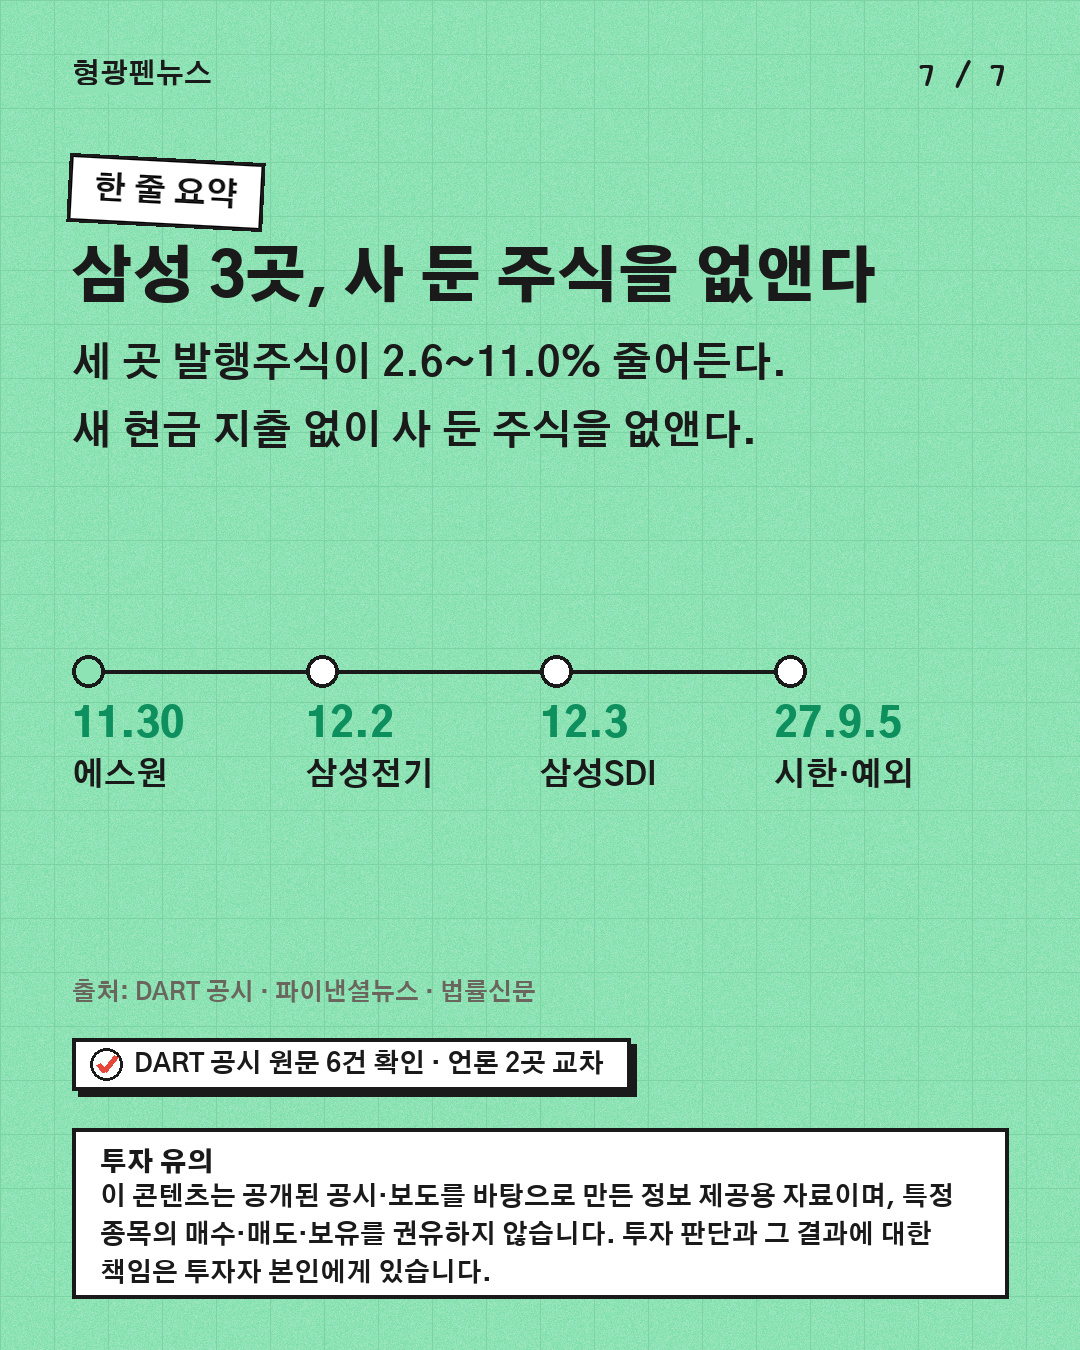 형광펜뉴스
7 / 7
한 줄 요약
삼성 3곳, 사 둔 주식을 없앤다
세 곳 발행주식이 2.6~11.0% 줄어든다.
새 현금 지출 없이 사 둔 주식을 없앤다.
11.30
에스원
12.2
삼성전기
12.3
삼성SDI
27.9.5
시한·예외
출처: DART 공시 · 파이낸셜뉴스 · 법률신문
DART 공시 원문 6건 확인 · 언론 2곳 교차
투자 유의
이 콘텐츠는 공개된 공시·보도를 바탕으로 만든 정보 제공용 자료이며, 특정
종목의 매수·매도·보유를 권유하지 않습니다. 투자 판단과 그 결과에 대한
책임은 투자자 본인에게 있습니다.